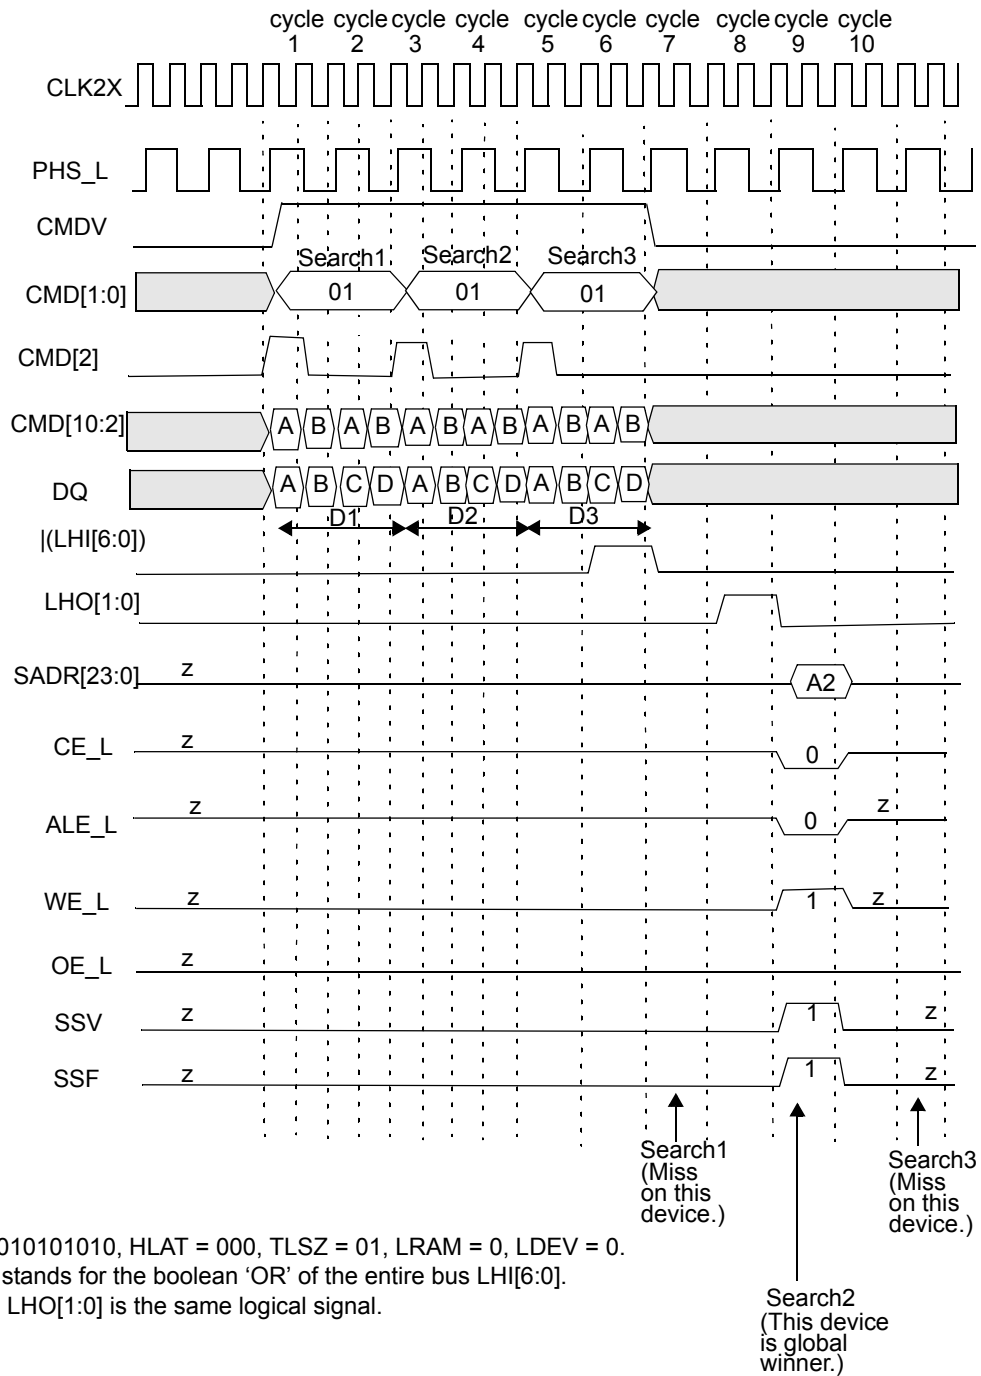 cycle cycle cycle cycle cycle cycle cycle cycle cycle cycle
1 2 3 4 5 6 7 8 9 10
CLK2X
PHS_L
CMDV
Search1 Search2 Search3
CMD[1:0] 01 01 01
CMD[2]
CMD[10:2] A B A B A B A B A B A B
DQ A B C D A B C D A B C D
D1 D2 D3
|(LHI[6:0])
LHO[1:0]
SADR[23:0] z A2
CE_L z 0
ALE_L z 0 z
WE_L z 1 z
OE_L z
SSV z 1 z
SSF z 1 z
Search1
(Miss
on this
device.)
Search3
(Miss
on this
device.)
010101010, HLAT = 000, TLSZ = 01, LRAM = 0, LDEV = 0.
stands for the boolean ‘OR’ of the entire bus LHI[6:0].
LHO[1:0] is the same logical signal.
Search2
(This device
is global
winner.)